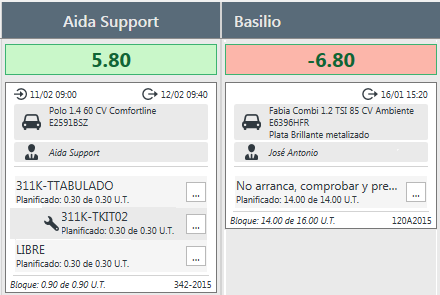 Aida Support
5.80
11/02 09:00 12/02 09:40
Polo 1.4 60 CV Comfortline
E2591BSZ
Aida Support
311K-TTABULADO
Planificado: 0.30 de 0.30 U.T.
...
311K-TKIT02
Planificado: 0.30 de 0.30 U.T.
...
LIBRE
Planificado: 0.30 de 0.30 U.T.
...
Bloque: 0.90 de 0.90 U.T. 342-2015
Basilio
-6.80
16/01 15:20
Fabia Combi 1.2 TSI 85 CV Ambiente
E6396HFR
Plata Brillante metalizado
José Antonio
No arranca, comprobar y pre...
Planificado: 14.00 de 14.00 U.T.
...
Bloque: 14.00 de 16.00 U.T. 120A2015